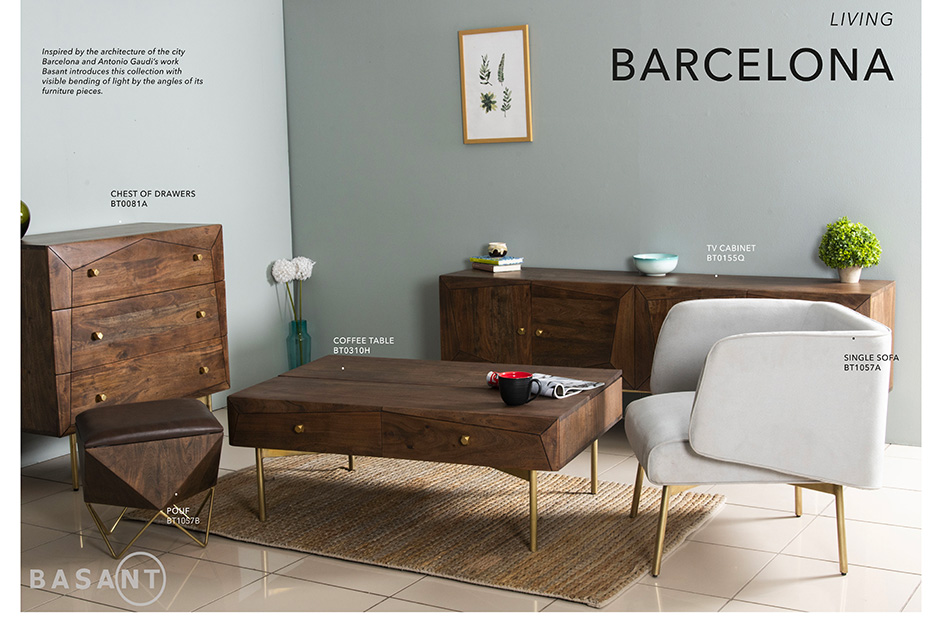 LIVING
BARCELONA
Inspired by the architecture of the city
Barcelona and Antonio Gaudi's work
Basant introduces this collection with
visible bending of light by the angles of its
furniture pieces.
CHEST OF DRAWERS
BT0081A
TV CABINET
BT0155Q
COFFEE TABLE
BT0310H
SINGLE SOFA
BT1057A
POUF
BT1057B
BASANT